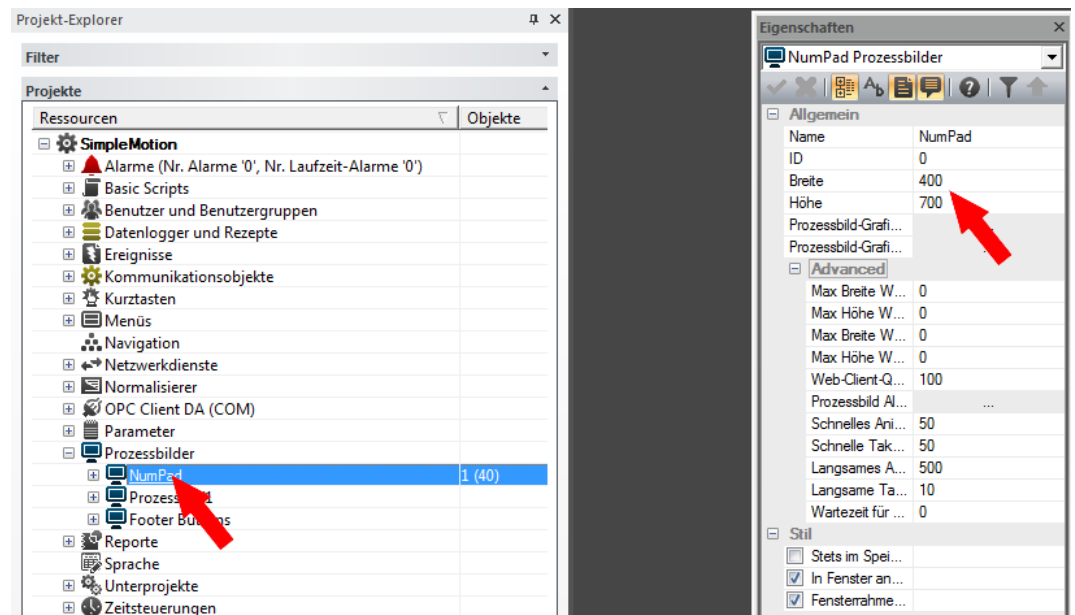 Projekt-Explorer
Filter
Projekte
Ressourcen Objekte
SimpleMotion
Alarme (Nr. Alarme '0', Nr. Laufzeit-Alarme '0')
Basic Scripts
Benutzer und Benutzergruppen
Datenlogger und Rezepte
Ereignisse
Kommunikationsobjekte
Kurztasten
Menüs
Navigation
Netzwerkdienste
Normalisierer
OPC Client DA (COM)
Parameter
Prozessbilder
NumPad 1 (40)
Footer
Reporte
Sprache
Unterprojekte
Zeitsteuerungen
Eigenschaften
NumPad Prozessbilder
Allgemein
Name NumPad
ID 0
Breite 400
Höhe 700
Prozessbild-Grafi... ...
Prozessbild-Grafi...
Advanced
Max Breite W... 0
Max Höhe W... 0
Max Breite W... 0
Max Höhe W... 0
Web-Client-Q... 100
Prozessbild Al... ...
Schnelles Ani... 50
Schnelle Tak... 50
Langsames A... 500
Langsame Ta... 10
Wartezeit für ... 0
Stil
Stets im Spei...
In Fenster an...
Fensterrahme...